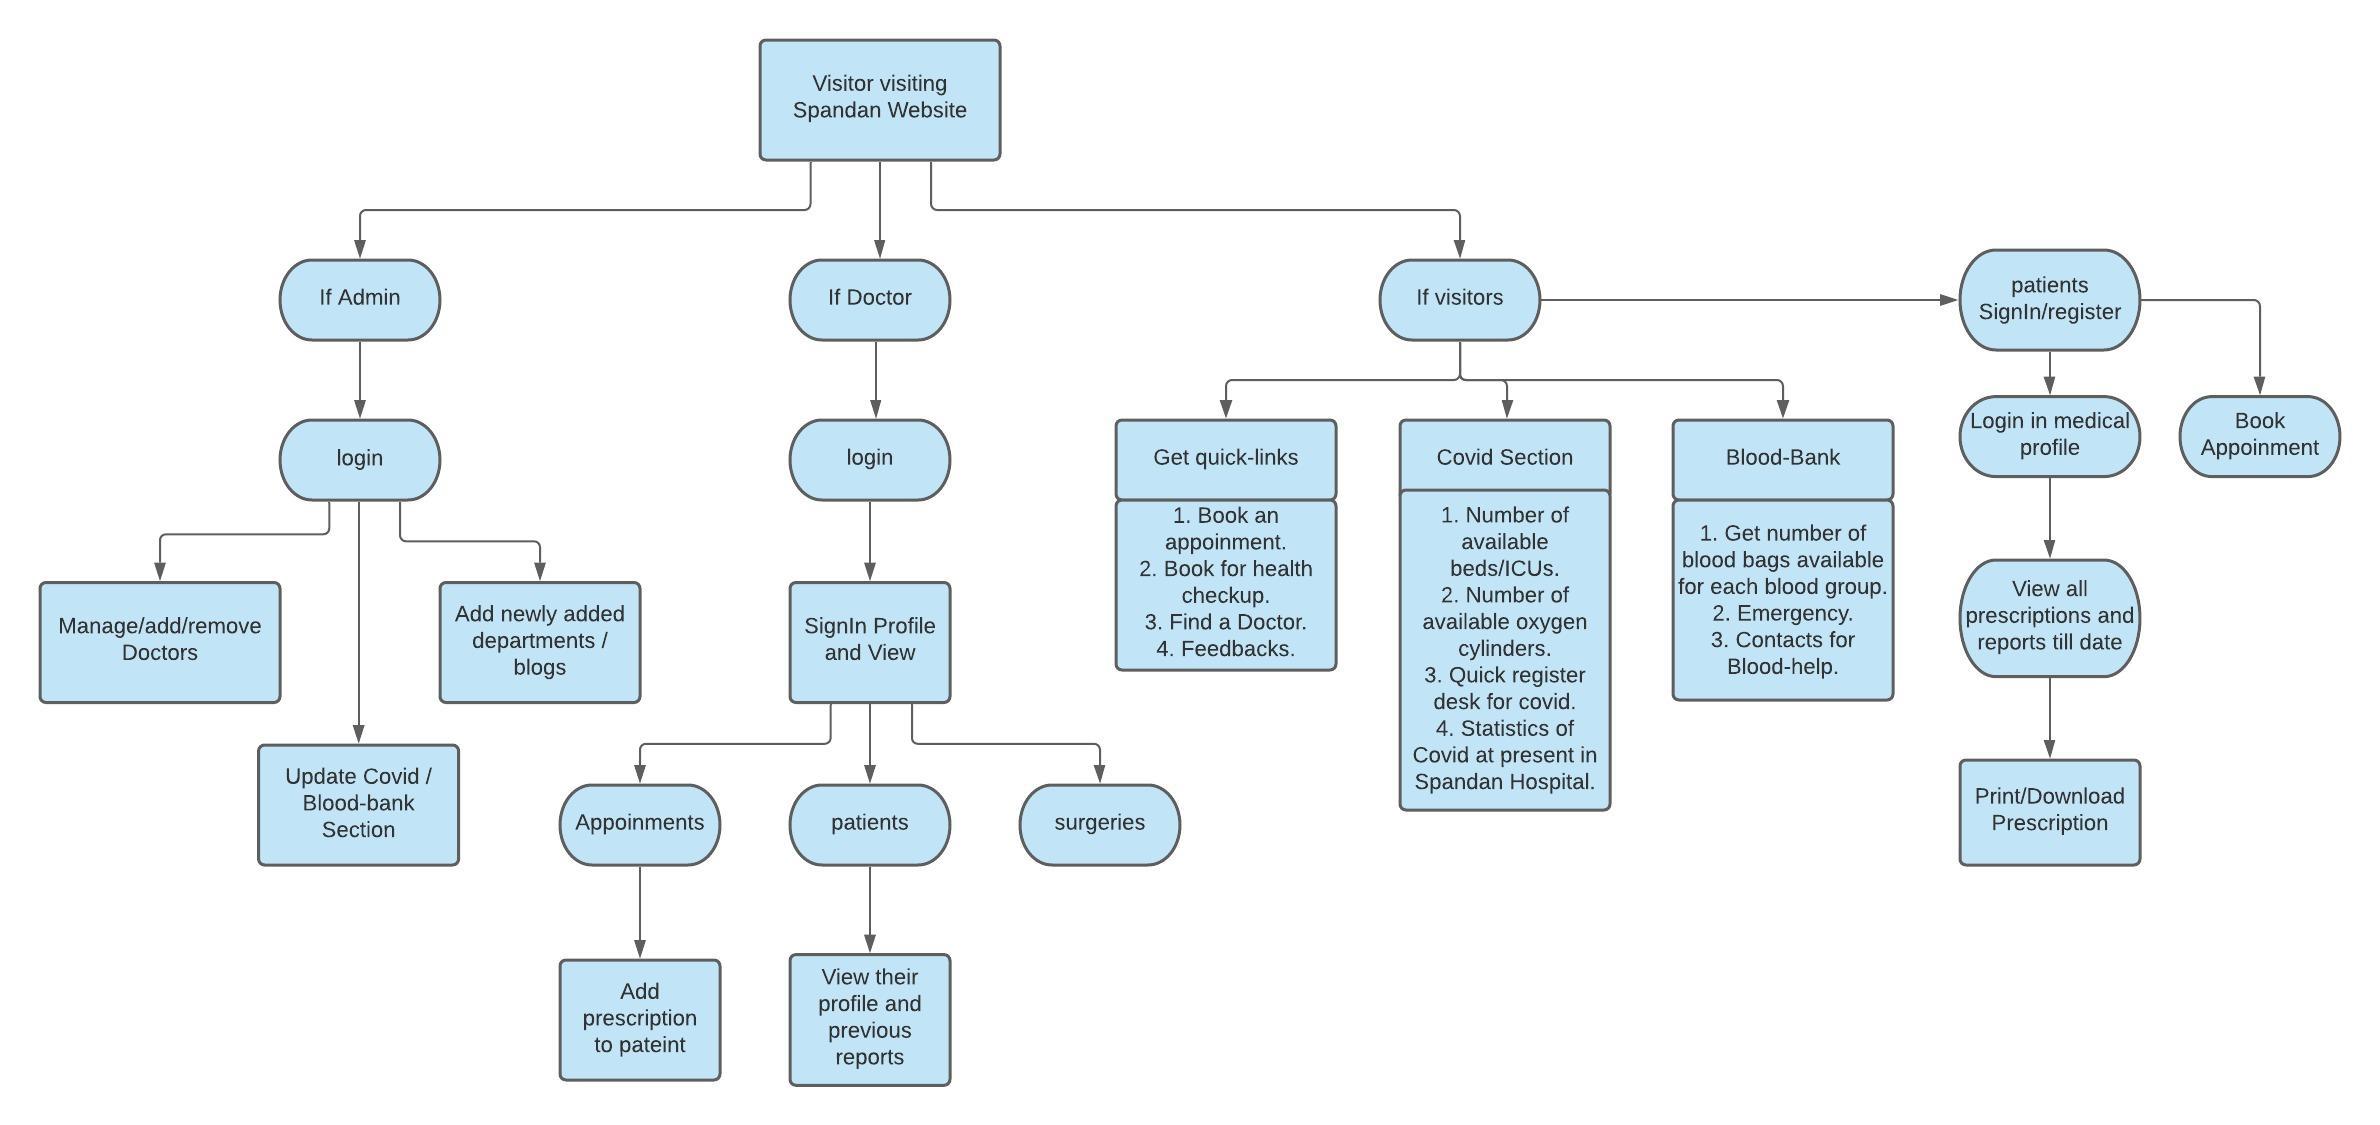 Visitor visiting
Spandan Website
If Admin
If Doctor
If visitors
patients
SignIn/register
login
login
Get quick-links
1. Book an
appoinment.
2. Book for health
checkup.
3. Find a Doctor.
4. Feedbacks.
Covid Section
1. Number of
available
beds/ICUs.
2. Number of
available oxygen
cylinders.
3. Quick register
desk for covid.
4. Statistics of
Covid at present in
Spandan Hospital.
Blood-Bank
1. Get number of
blood bags available
for each blood group.
2. Emergency.
3. Contacts for
Blood-help.
Login in medical
profile
Book
Appoinment
Manage/add/remove
Doctors
Add newly added
departments /
blogs
SignIn Profile
and View
View all
prescriptions and
reports till date
Update Covid /
Blood-bank
Section
Appoinments
patients
surgeries
Print/Download
Prescription
Add
prescription
to pateint
View their
profile and
previous
reports